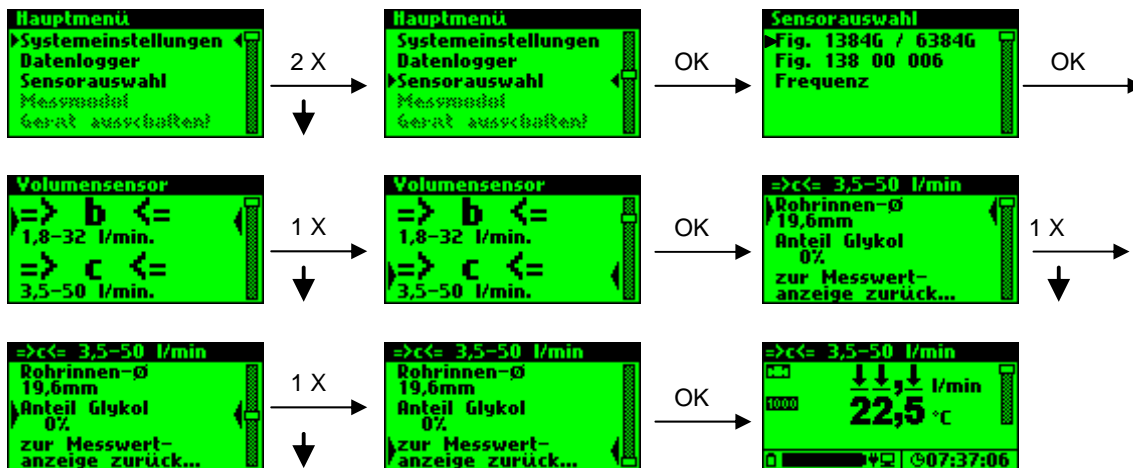 Hauptmenü
Systemeinstellungen
Datenlogger
Sensorauswahl
Messmodol
Gerät ausschalten!
2 X
Hauptmenü
Systemeinstellungen
Datenlogger
Sensorauswahl
Messmodol
Gerät ausschalten!
OK
Sensorauswahl
Fig. 1384G / 6384G
Fig. 138 00 006
Frequenz
OK
Volumensensor
=> b <=
1,8-32 l/min.
=> c <=
3,5-50 l/min.
1 X
Volumensensor
=> b <=
1,8-32 l/min.
=> c <=
3,5-50 l/min.
OK
=>c<= 3,5-50 l/min
Rohrinnen-Ø
19,6mm
Anteil Glykol
0%
zur Messwert-
anzeige zurück...
1 X
=>c<= 3,5-50 l/min
Rohrinnen-Ø
19,6mm
Anteil Glykol
0%
zur Messwert-
anzeige zurück...
1 X
=>c<= 3,5-50 l/min
Rohrinnen-Ø
19,6mm
Anteil Glykol
0%
zur Messwert-
anzeige zurück...
OK
=>c<= 3,5-50 l/min
↓↓,↓ l/min
1000
22,5 °C
07:37:06